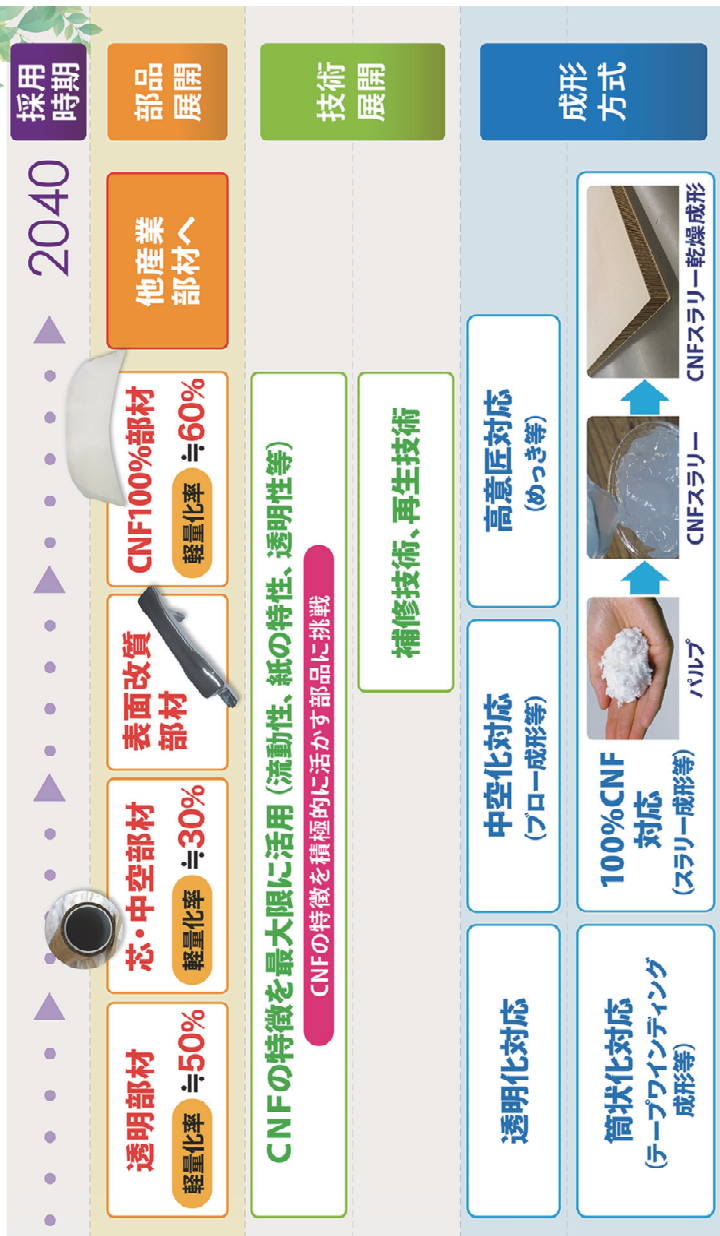 採用
時期
2040
部品
展開
透明部材
軽量化率 ≒50%
芯・中空部材
軽量化率 ≒30%
表面改質
部材
CNF100%部材
軽量化率 ≒60%
他産業
部材へ
技術
展開
CNFの特徴を最大限に活用（流動性、紙の特性、透明性等）
CNFの特徴を積極的に活かす部品に挑戦
補修技術、再生技術
成形
方式
透明化対応
中空化対応
（ブロー成形等）
高意匠対応
（めっき等）
筒状化対応
（テープワインディング
成形等）
100%CNF
対応
（スラリー成形等）
パルプ
CNFスラリー
CNFスラリー乾燥成形